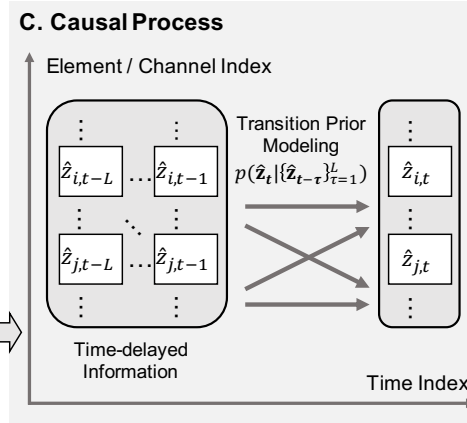 C. Causal Process
Element / Channel Index
Transition Prior
Modeling
p(ẑ_t|{ẑ_{t−τ}}_{τ=1}^L)
⋮ ⋮ ⋮
ẑ_{i,t−L} … ẑ_{i,t−1} ẑ_{i,t}
⋮ ⋱ ⋮ ⋮
ẑ_{j,t−L} … ẑ_{j,t−1} ẑ_{j,t}
⋮ ⋮ ⋮
Time-delayed
Information
Time Index